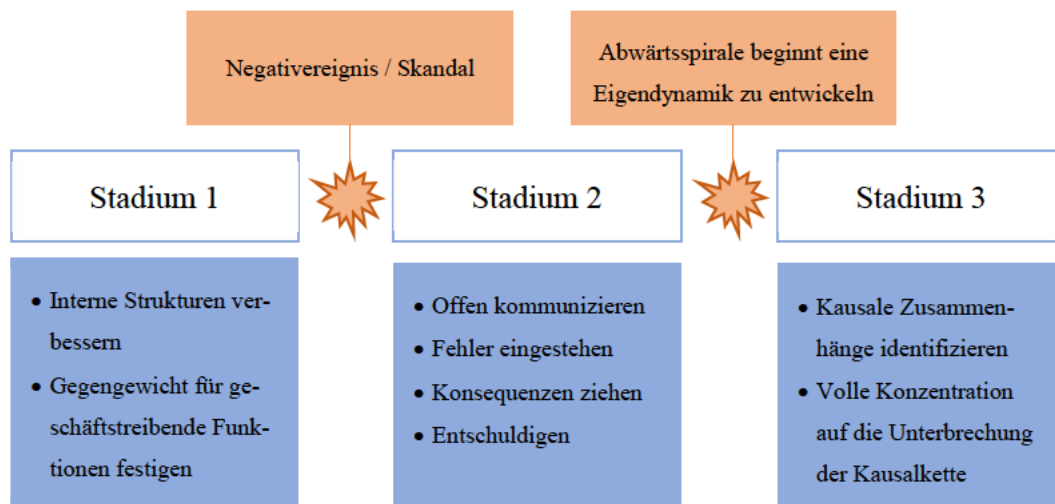 Negativereignis / Skandal
Abwärtsspirale beginnt eine
Eigendynamik zu entwickeln
Stadium 1
Stadium 2
Stadium 3
• Interne Strukturen ver-
bessern
• Gegengewicht für ge-
schäftstreibende Funk-
tionen festigen
• Offen kommunizieren
• Fehler eingestehen
• Konsequenzen ziehen
• Entschuldigen
• Kausale Zusammen-
hänge identifizieren
• Volle Konzentration
auf die Unterbrechung
der Kausalkette